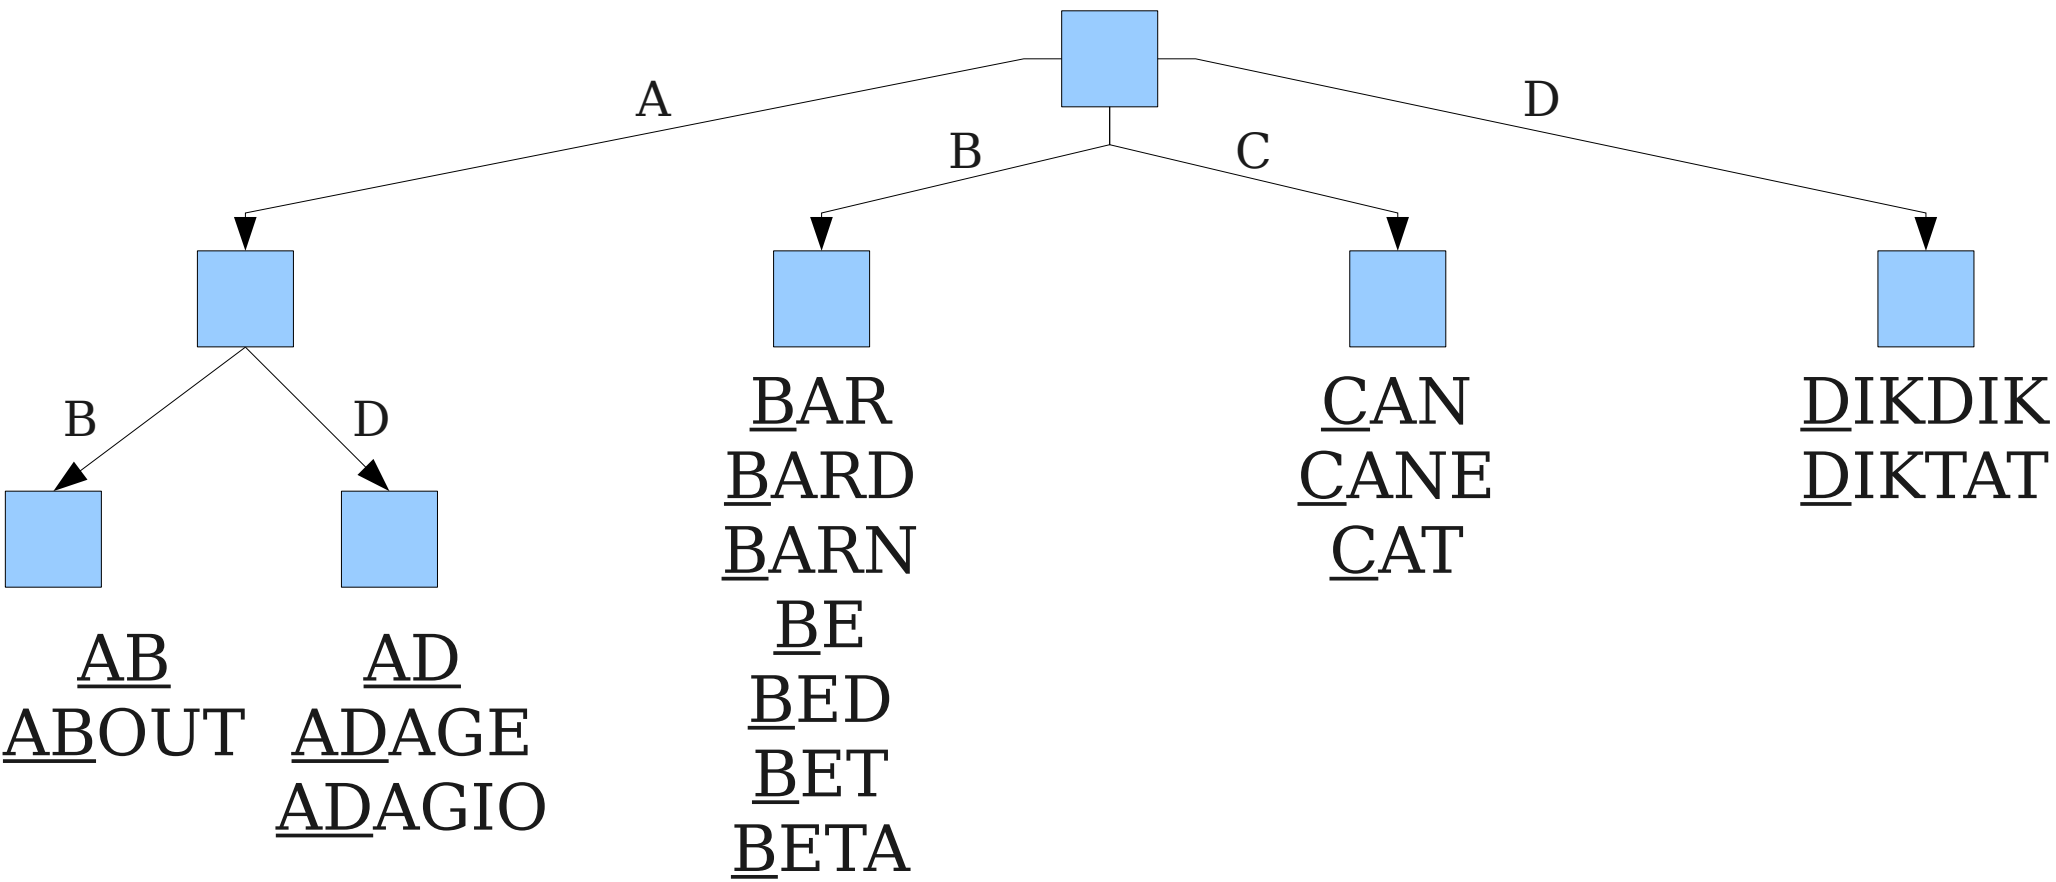 A
D
B
C
B
D
BAR
BARD
BARN
BE
BED
BET
BETA
CAN
CANE
CAT
DIKDIK
DIKTAT
AB
ABOUT
AD
ADAGE
ADAGIO